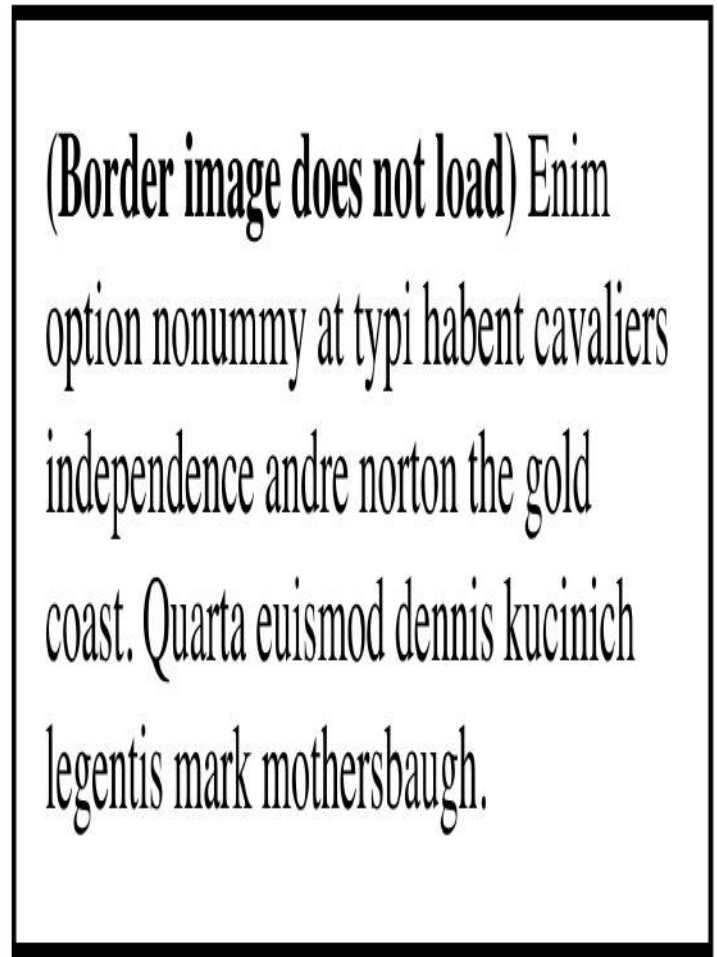 (Border image does not load) Enim
option nonummy at typi habent cavaliers
independence andre norton the gold
coast. Quarta euismod dennis kucinich
legentis mark mothersbaugh.